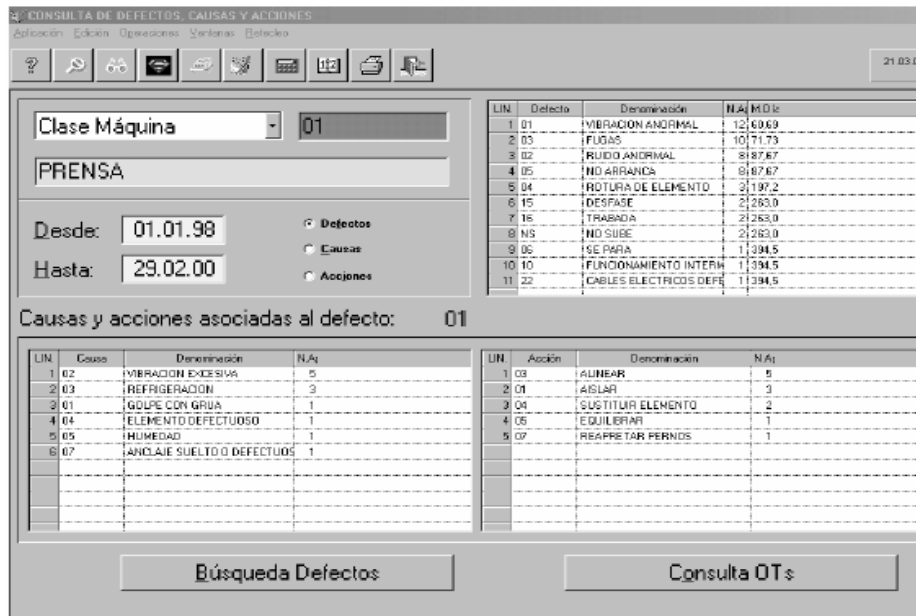 CONSULTA DE DEFECTOS, CAUSAS Y ACCIONES
Aplicación Edición Operaciones Ventanas Refacleo
?
21.03.0
Clase Máquina 01
PRENSA
Desde: 01.01.98
Hasta: 29.02.00
Defectos
Causas
Acciones
LIN. Defecto Denominación N.A M.D.
1 01 VIBRACION ANORMAL 12 60,69
2 03 FUGAS 10 71,73
3 02 RUIDO ANORMAL 8 87,67
4 05 NO ARRANCA 8 87,67
5 04 ROTURA DE ELEMENTO 3 197,2
6 15 DESFASE 2 263,0
7 16 TRABADA 2 263,0
8 NS NO SUBE 2 263,0
9 06 SE PARA 1 394,5
10 10 FUNCIONAMIENTO INTERM 1 394,5
11 22 CABLES ELECTRICOS DEFE 1 394,5
Causas y acciones asociadas al defecto: 01
LIN. Causa Denominación N.A
1 02 VIBRACION EXCESIVA 5
2 03 REFRIGERACION 3
3 01 GOLPE CON GRUA 1
4 04 ELEMENTO DEFECTUOSO 1
5 05 HUMEDAD 1
6 07 ANCLAJE SUELTO O DEFECTUOS 1
LIN. Acción Denominación N.A
1 03 ALINEAR 5
2 01 AISLAR 3
3 04 SUSTITUIR ELEMENTO 2
4 05 EQUILIBRAR 1
5 07 REAPRETAR PERNOS 1
Búsqueda Defectos
Consulta OTs